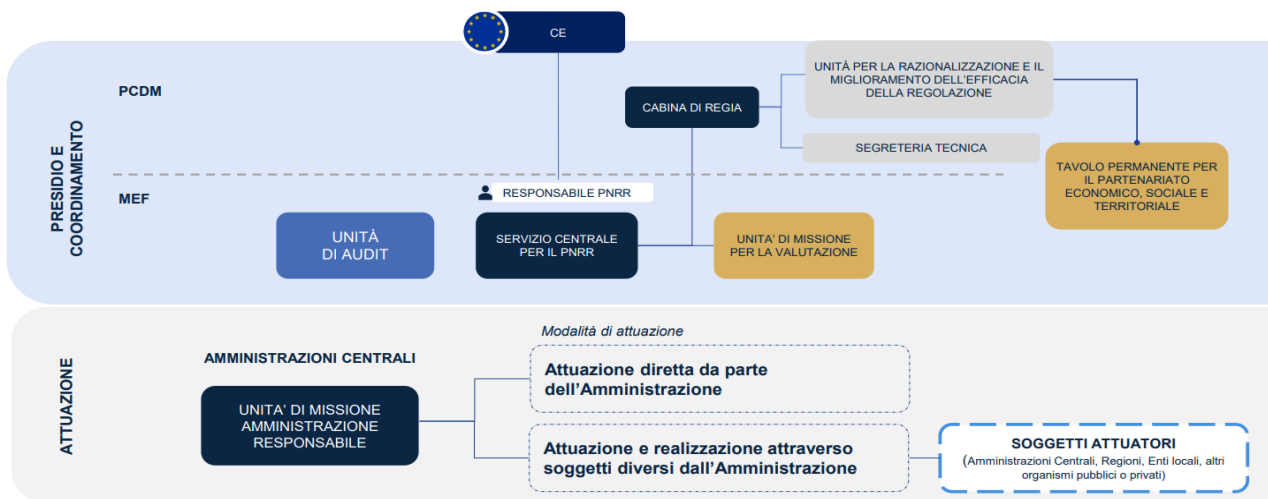 CE
PRESIDIO E
COORDINAMENTO
PCDM
CABINA DI REGIA
UNITÀ PER LA RAZIONALIZZAZIONE E IL
MIGLIORAMENTO DELL'EFFICACIA
DELLA REGOLAZIONE
SEGRETERIA TECNICA
TAVOLO PERMANENTE PER
IL PARTENARIATO
ECONOMICO, SOCIALE E
TERRITORIALE
MEF
RESPONSABILE PNRR
UNITÀ
DI AUDIT
SERVIZIO CENTRALE
PER IL PNRR
UNITA' DI MISSIONE
PER LA VALUTAZIONE
ATTUAZIONE
Modalità di attuazione
AMMINISTRAZIONI CENTRALI
UNITA' DI MISSIONE
AMMINISTRAZIONE
RESPONSABILE
Attuazione diretta da parte
dell'Amministrazione
Attuazione e realizzazione attraverso
soggetti diversi dall'Amministrazione
SOGGETTI ATTUATORI
(Amministrazioni Centrali, Regioni, Enti locali, altri
organismi pubblici o privati)